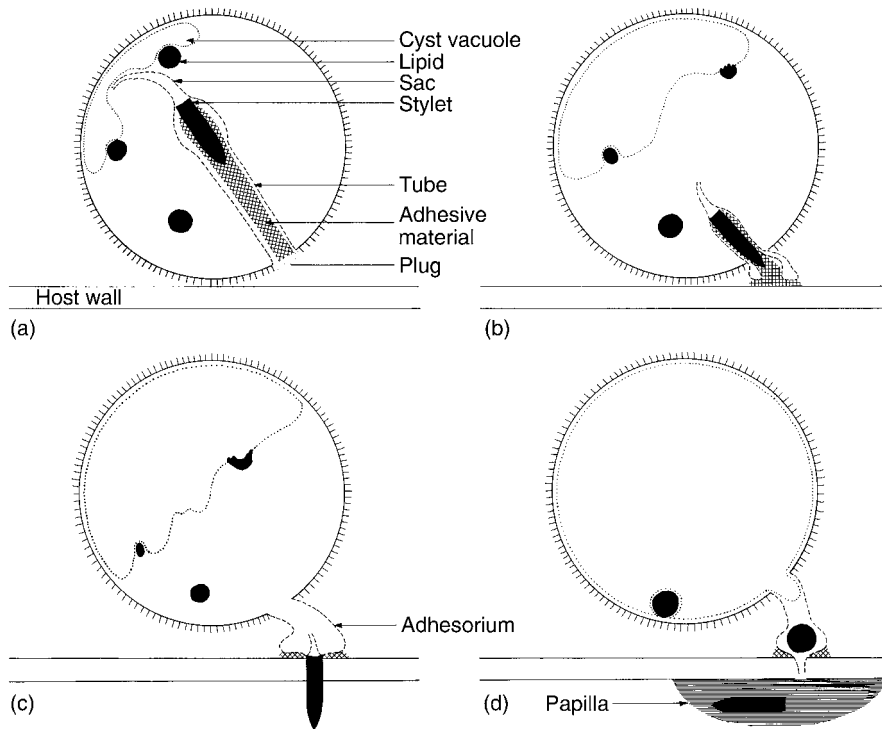 Cyst vacuole
Lipid
Sac
Stylet
Tube
Adhesive
material
Plug
Host wall
(a)
(b)
Adhesorium
(c)
Papilla
(d)